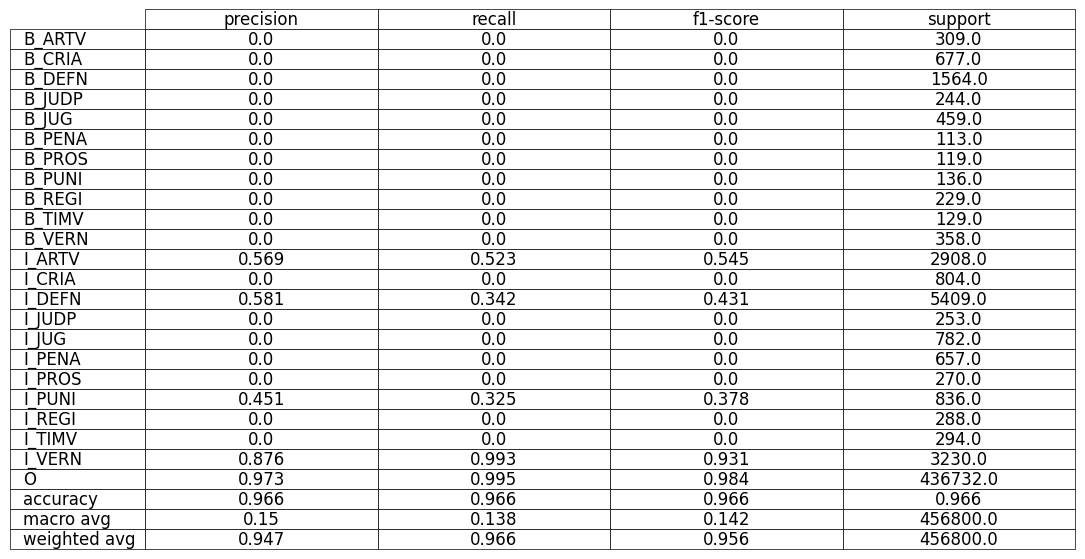 precision recall f1-score support
B_ARTV 0.0 0.0 0.0 309.0
B_CRIA 0.0 0.0 0.0 677.0
B_DEFN 0.0 0.0 0.0 1564.0
B_JUDP 0.0 0.0 0.0 244.0
B_JUG 0.0 0.0 0.0 459.0
B_PENA 0.0 0.0 0.0 113.0
B_PROS 0.0 0.0 0.0 119.0
B_PUNI 0.0 0.0 0.0 136.0
B_REGI 0.0 0.0 0.0 229.0
B_TIMV 0.0 0.0 0.0 129.0
B_VERN 0.0 0.0 0.0 358.0
I_ARTV 0.569 0.523 0.545 2908.0
I_CRIA 0.0 0.0 0.0 804.0
I_DEFN 0.581 0.342 0.431 5409.0
I_JUDP 0.0 0.0 0.0 253.0
I_JUG 0.0 0.0 0.0 782.0
I_PENA 0.0 0.0 0.0 657.0
I_PROS 0.0 0.0 0.0 270.0
I_PUNI 0.451 0.325 0.378 836.0
I_REGI 0.0 0.0 0.0 288.0
I_TIMV 0.0 0.0 0.0 294.0
I_VERN 0.876 0.993 0.931 3230.0
O 0.973 0.995 0.984 436732.0
accuracy 0.966 0.966 0.966 0.966
macro avg 0.15 0.138 0.142 456800.0
weighted avg 0.947 0.966 0.956 456800.0